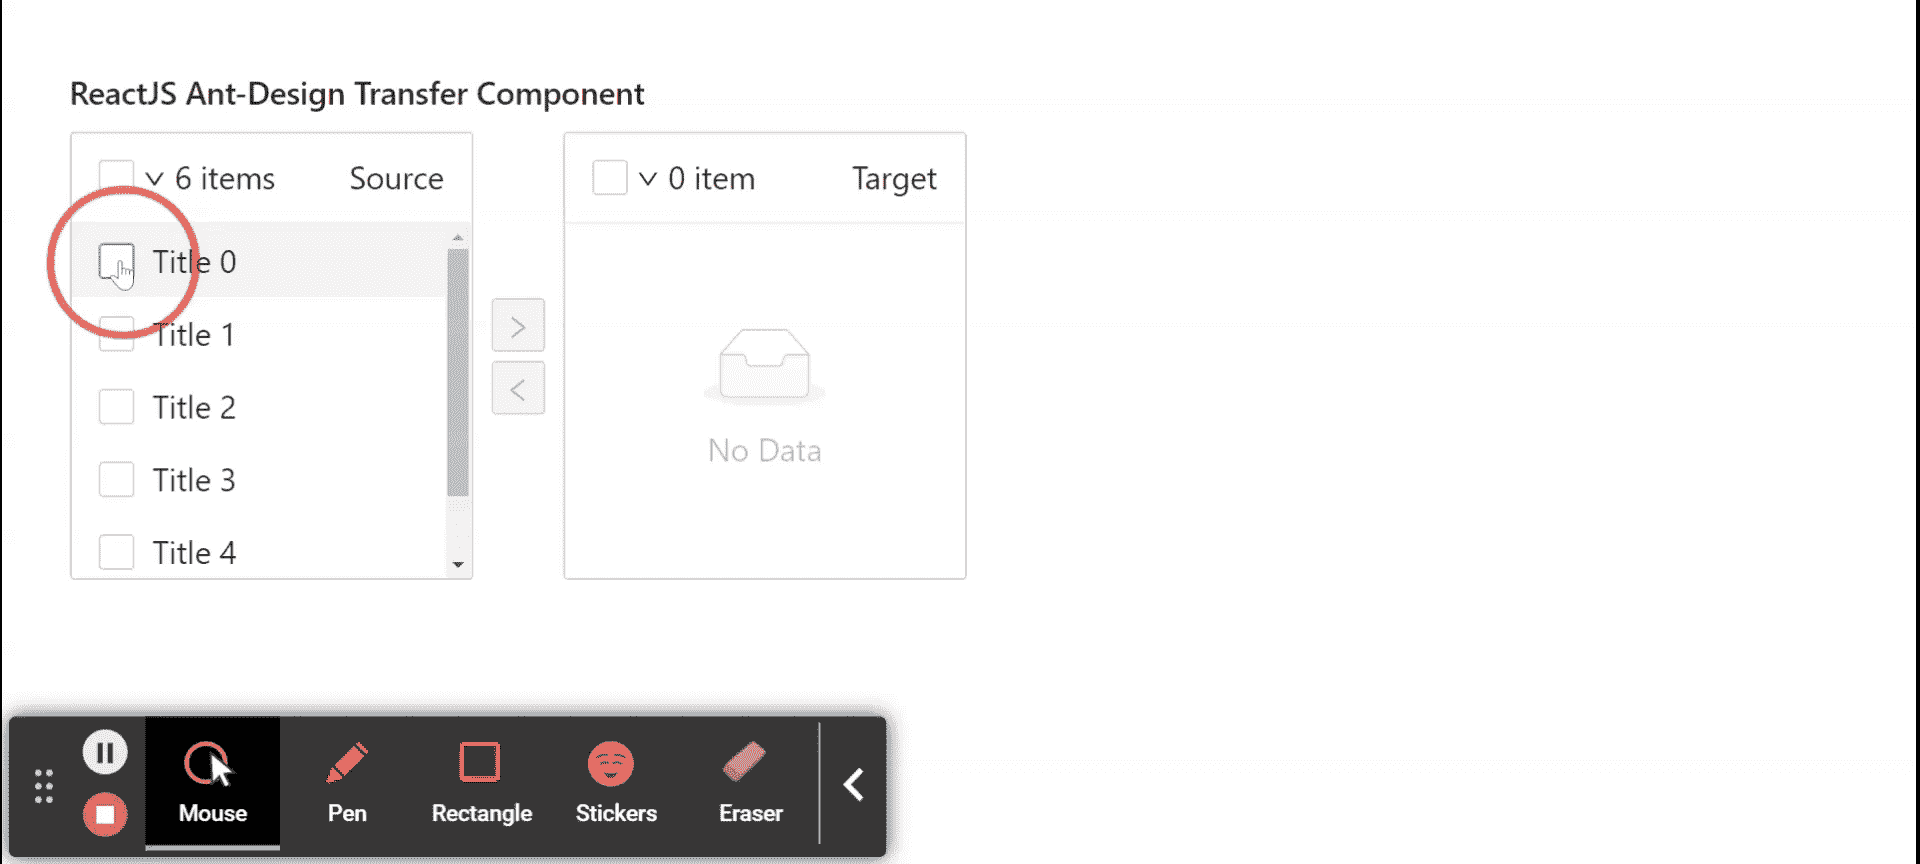 ReactJS Ant-Design Transfer Component
6 items Source
Title 0
Title 1
Title 2
Title 3
Title 4
0 item Target
No Data
Mouse Pen Rectangle Stickers Eraser